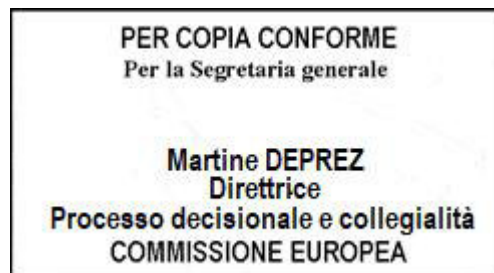 PER COPIA CONFORME
Per la Segretaria generale
Martine DEPREZ
Direttrice
Processo decisionale e collegialità
COMMISSIONE EUROPEA